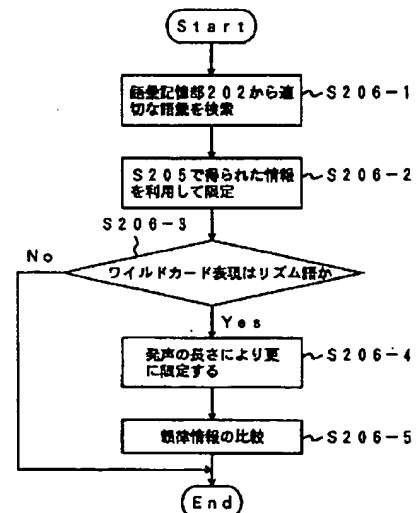 Start
語彙記憶部202から適
切な語彙を検索
S206-1
S205で得られた情報
を利用して限定
S206-2
S206-3
No
ワイルドカード表現はリズム語か
Yes
発声の長さにより更
に限定する
S206-4
韻律情報の比較
S206-5
End